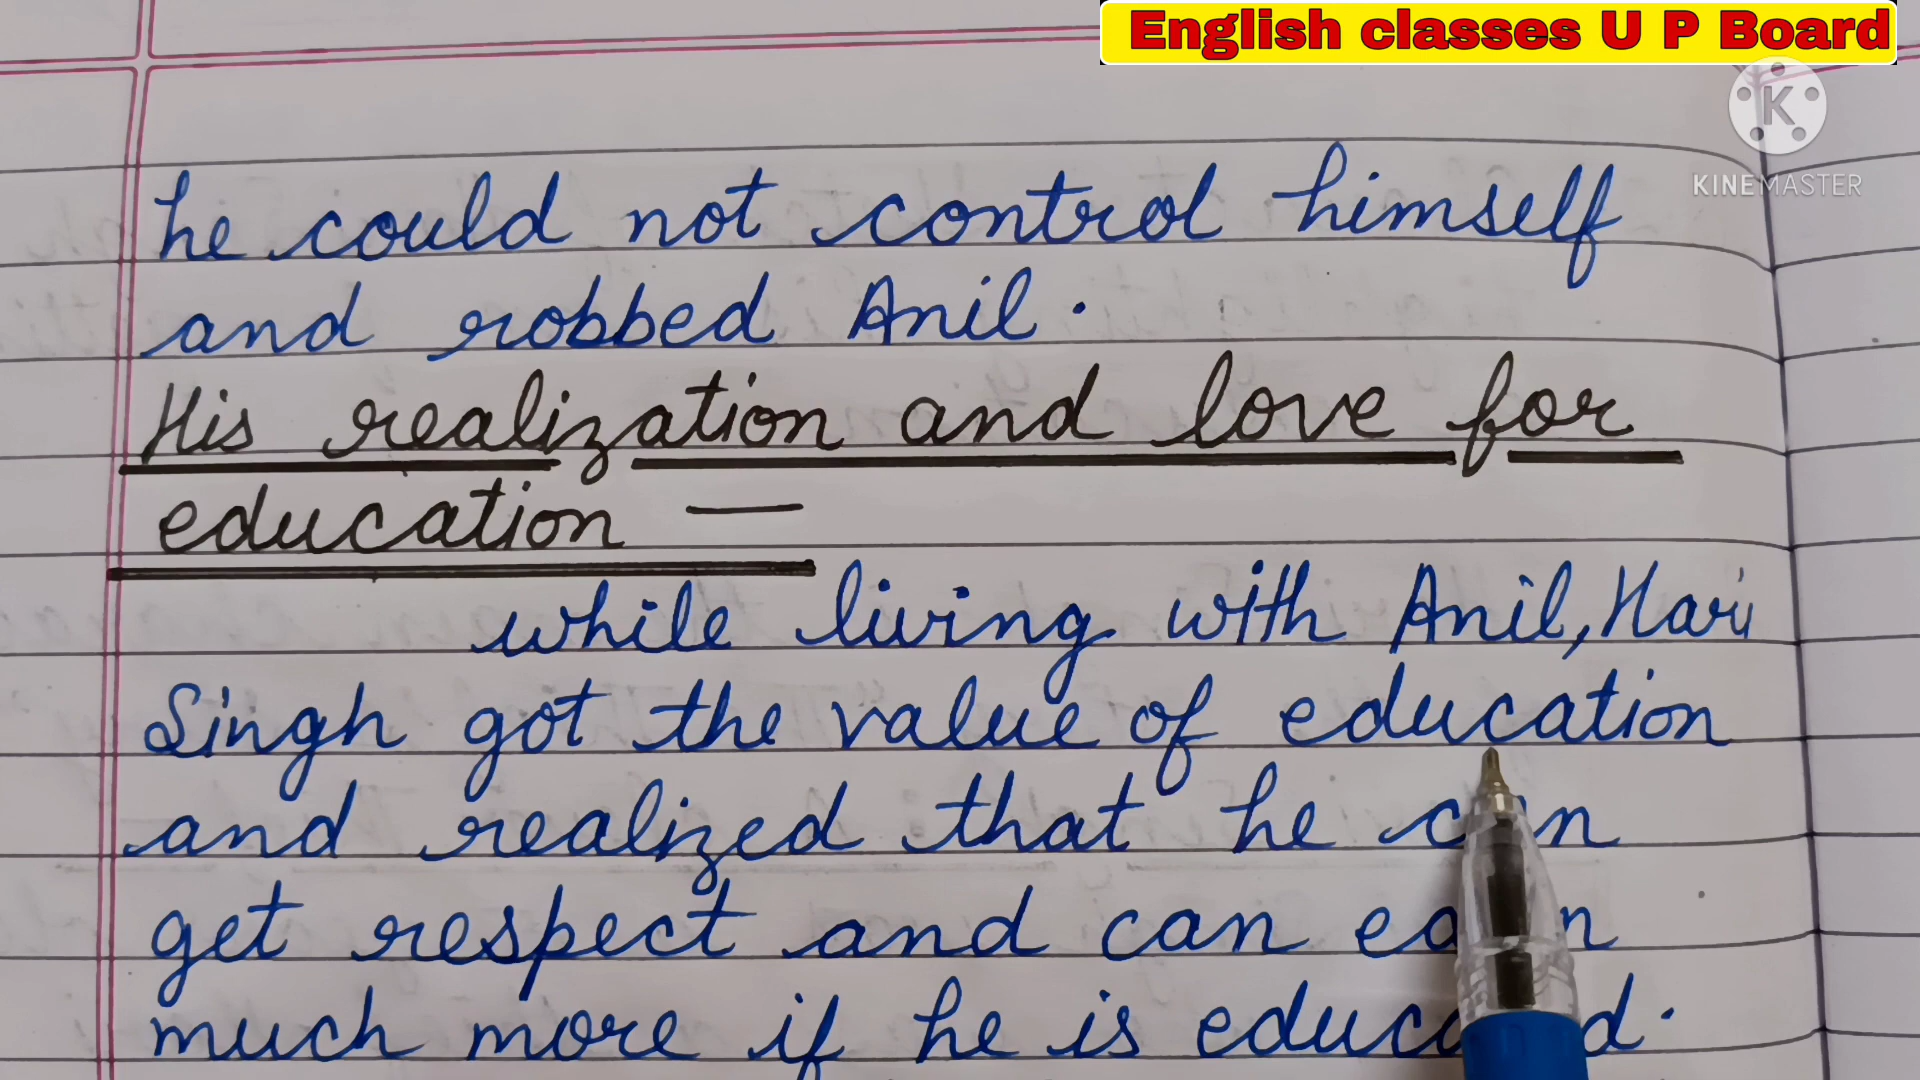 English classes U P Board
KINEMASTER
he could not control himself
and robbed Anil.
His realization and love for
education —
while living with Anil, Hari
Singh got the value of education
and realized that he can
get respect and can earn
much more if he is educated.